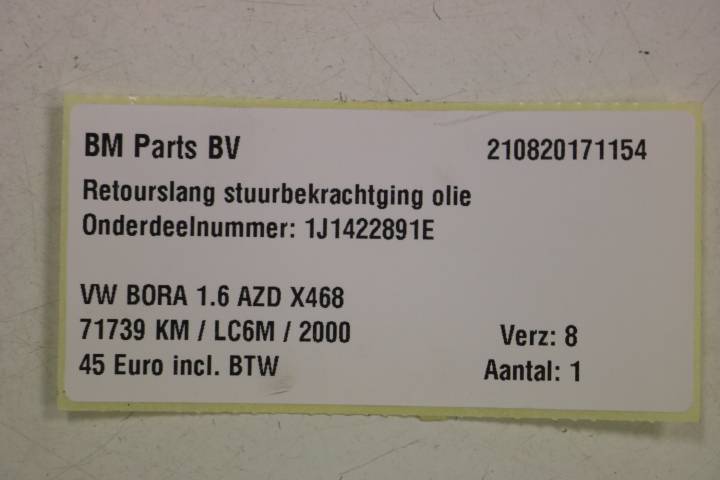 BM Parts BV 210820171154
Retourslang stuurbekrachtging olie
Onderdeelnummer: 1J1422891E
VW BORA 1.6 AZD X468
71739 KM / LC6M / 2000 Verz: 8
45 Euro incl. BTW Aantal: 1